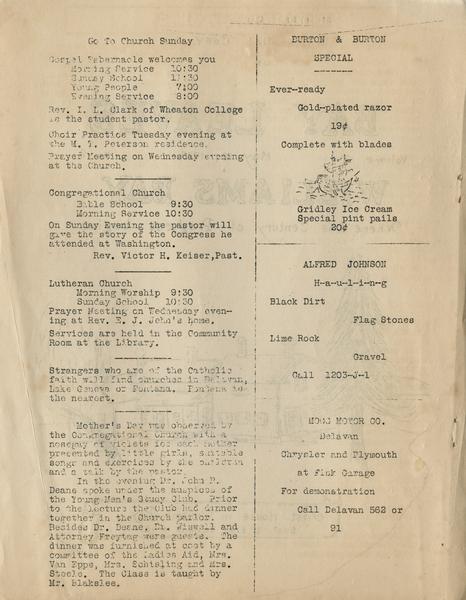 Go To Church Sunday
Gospel Tabernacle welcomes you
Morning Service 10:30
Sunday School 11:30
Young People 7:00
Evening Service 8:00
Rev. I. L. Clark of Wheaton College
is the student pastor.
Choir Practice Tuesday evening at
the M. T. Peterson residence.
Prayer Meeting on Wednesday evening
at the Church.
Congregational Church
Bible School 9:30
Morning Service 10:30
On Sunday Evening the pastor will
give the story of the Congress he
attended at Washington.
Rev. Victor H. Keiser,Past.
Lutheran Church
Morning Worship 9:30
Sunday School 10:30
Prayer Meeting on Wednesday even-
ing at Rev. E. J. John's home.
Services are held in the Community
Room at the Library.
Strangers who are of the Catholic
faith will find churches in Delavan,
Lake Geneva or Fontana. Fontana is
the nearest.
Mother's Day was observed by
the Congregational Church with a
nosegay of violets for each mother
presented by little girls, suitable
songs and exercises by the children
and a talk by the pastor.
In the evening Dr. John P.
Deane spoke under the auspices of
the Young Men's Study Club. Prior
to the lecture the Club had dinner
together in the Church parlor.
Besides Dr. Deane, Dr. Wiswell and
Attorney Freytag were guests. The
dinner was furnished at cost by a
committee of the Ladies Aid, Mrs.
Van Epps, Mrs. Schisling and Mrs.
Steele. The Class is taught by
Mr. Blakslee.
BURTON & BURTON
SPECIAL
Ever-ready
Gold-plated razor
19¢
Complete with blades
Gridley Ice Cream
Special pint pails
20¢
ALFRED JOHNSON
H-a-u-l-i-n-g
Black Dirt
Flag Stones
Lime Rock
Gravel
Call 1203-J-1
MOTOR CO.
Delavan
Chrysler and Plymouth
at Garage
For demonstration
Call Delavan 562 or
91